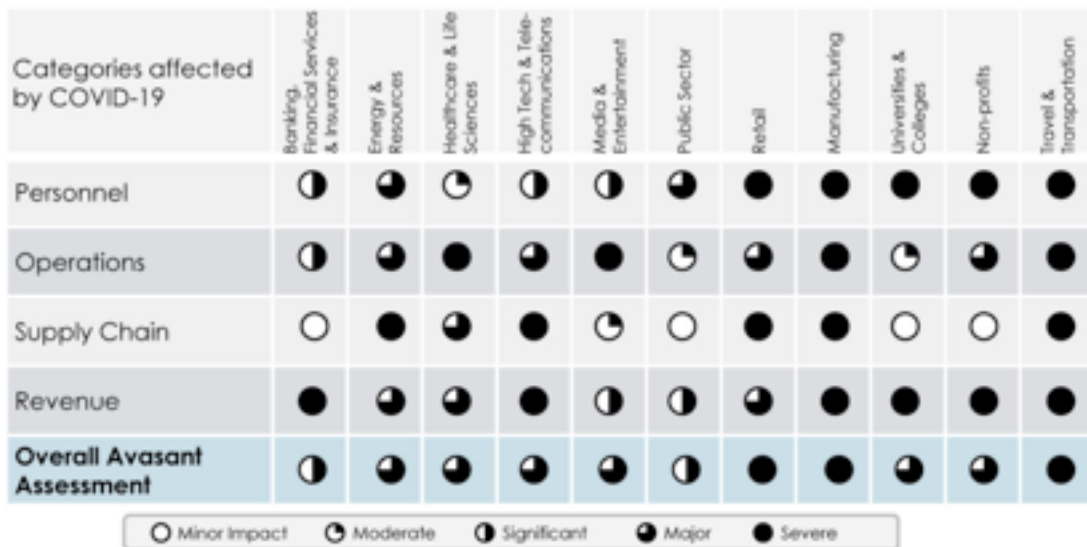 Categories affected
by COVID-19
Banking,
Financial Services
& Insurance
Energy &
Resources
Healthcare & Life
Sciences
High Tech & Tele-
communications
Media &
Entertainment
Public Sector
Retail
Manufacturing
Universities &
Colleges
Non-profits
Travel &
Transportation
Personnel
Operations
Supply Chain
Revenue
Overall Avasant
Assessment
Minor Impact Moderate Significant Major Severe